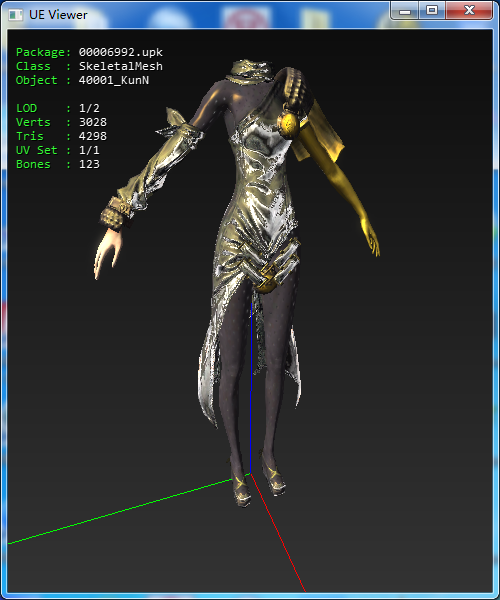 UE Viewer
Package: 00006992.upk
Class : SkeletalMesh
Object : 40001_KunN
LOD : 1/2
Verts : 3028
Tris : 4298
UV Set : 1/1
Bones : 123